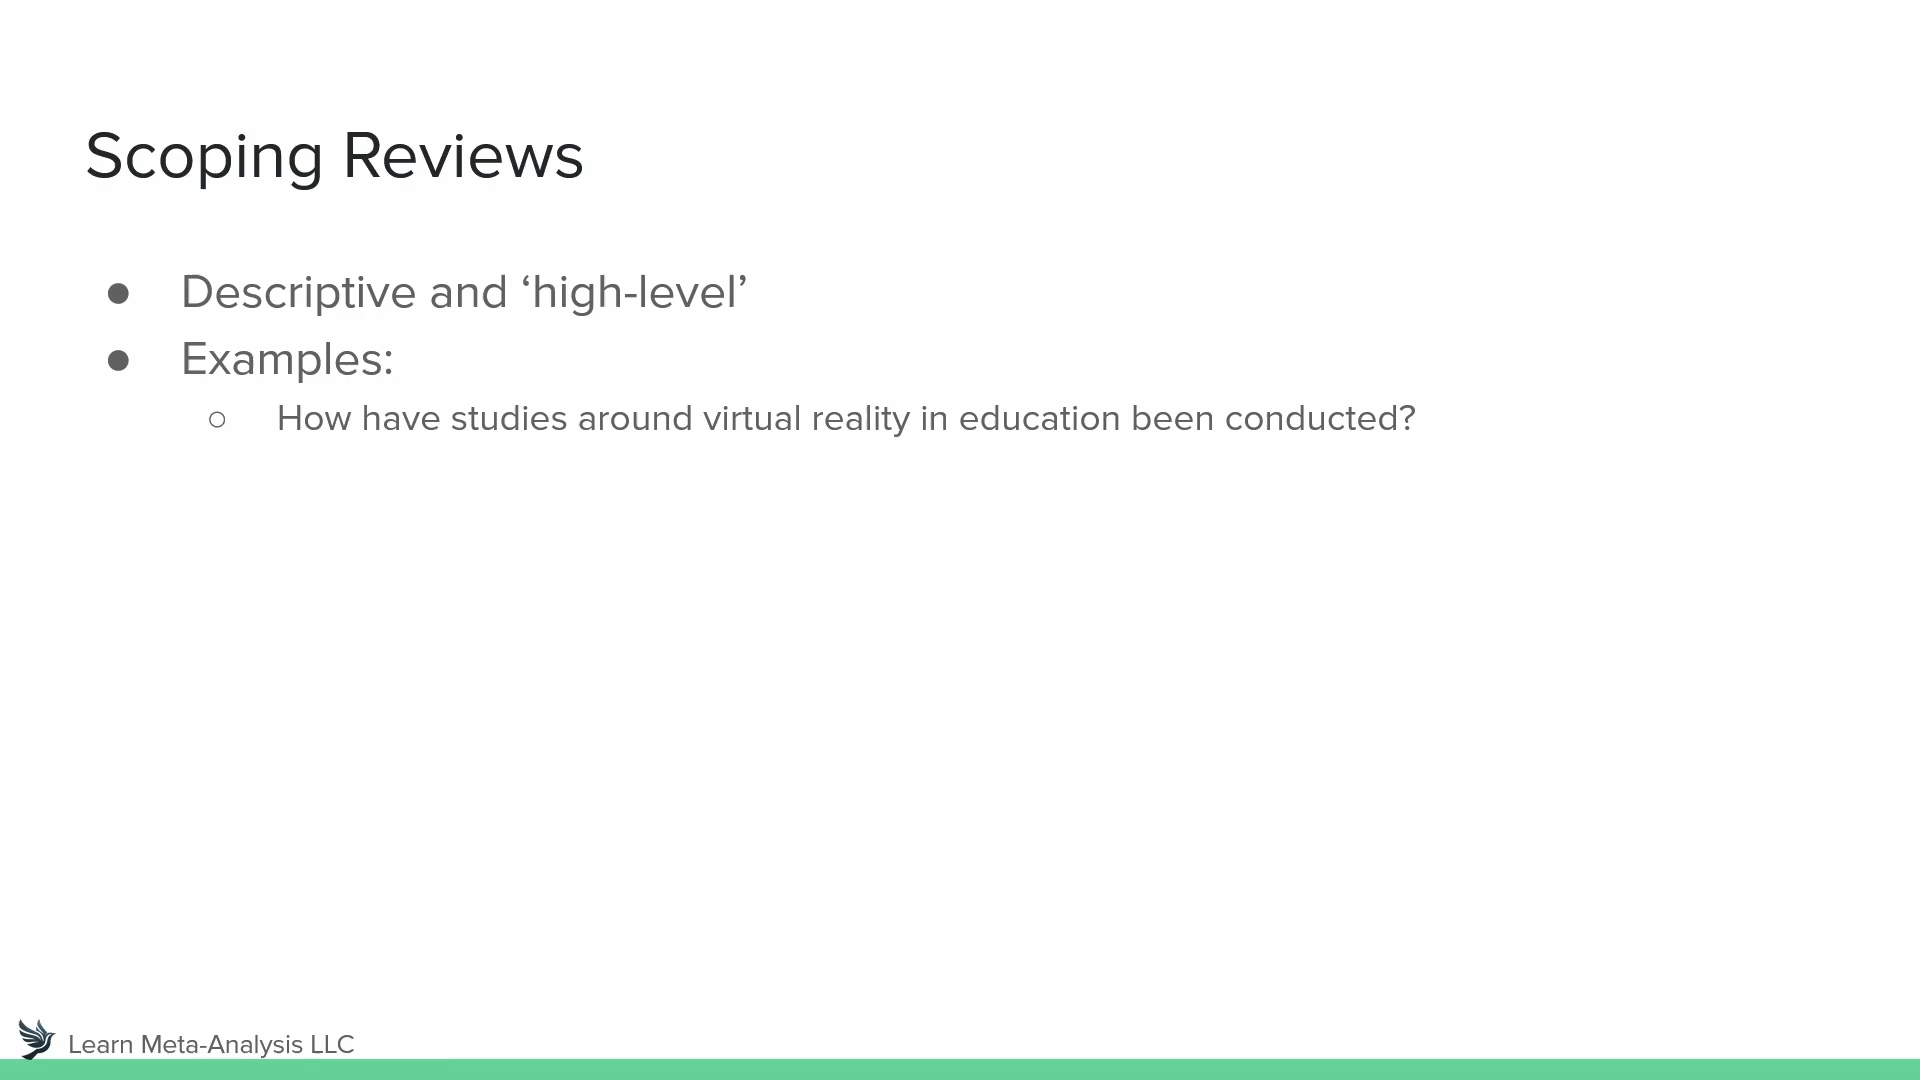 Scoping Reviews
● Descriptive and ‘high-level’
● Examples:
○ How have studies around virtual reality in education been conducted?
Learn Meta-Analysis LLC